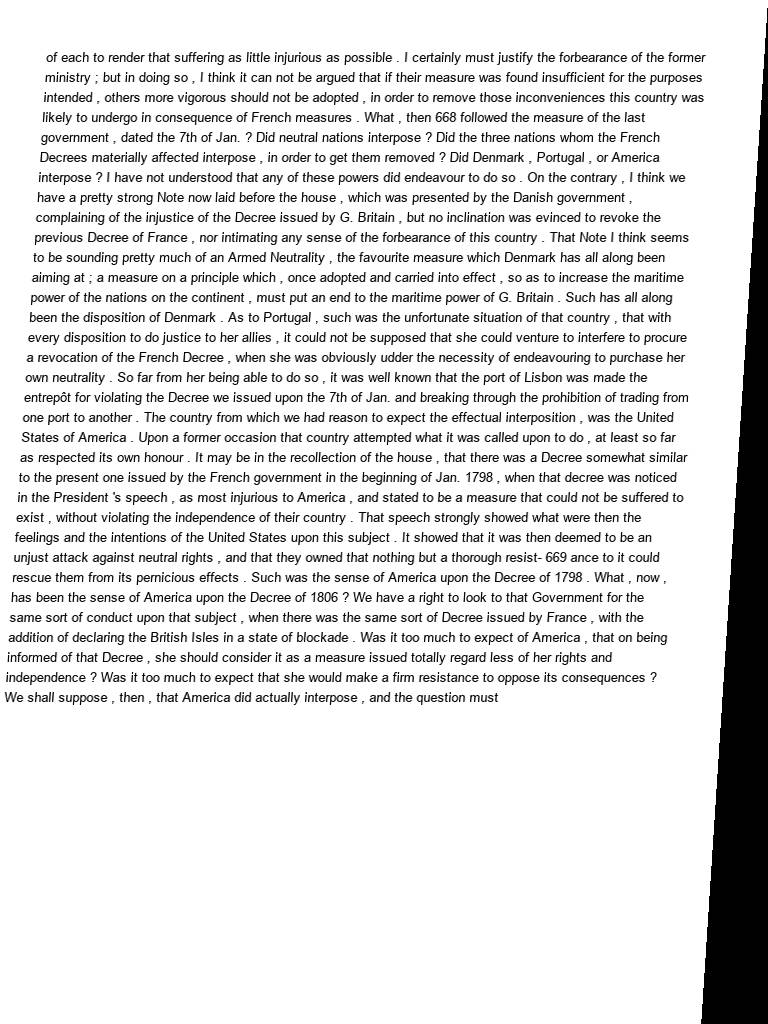 of each to render that suffering as little injurious as possible . I certainly must justify the forbearance of the former
ministry ; but in doing so , I think it can not be argued that if their measure was found insufficient for the purposes
intended , others more vigorous should not be adopted , in order to remove those inconveniences this country was
likely to undergo in consequence of French measures . What , then 668 followed the measure of the last
government , dated the 7th of Jan. ? Did neutral nations interpose ? Did the three nations whom the French
Decrees materially affected interpose , in order to get them removed ? Did Denmark , Portugal , or America
interpose ? I have not understood that any of these powers did endeavour to do so . On the contrary , I think we
have a pretty strong Note now laid before the house , which was presented by the Danish government ,
complaining of the injustice of the Decree issued by G. Britain , but no inclination was evinced to revoke the
previous Decree of France , nor intimating any sense of the forbearance of this country . That Note I think seems
to be sounding pretty much of an Armed Neutrality , the favourite measure which Denmark has all along been
aiming at ; a measure on a principle which , once adopted and carried into effect , so as to increase the maritime
power of the nations on the continent , must put an end to the maritime power of G. Britain . Such has all along
been the disposition of Denmark . As to Portugal , such was the unfortunate situation of that country , that with
every disposition to do justice to her allies , it could not be supposed that she could venture to interfere to procure
a revocation of the French Decree , when she was obviously udder the necessity of endeavouring to purchase her
own neutrality . So far from her being able to do so , it was well known that the port of Lisbon was made the
entrepôt for violating the Decree we issued upon the 7th of Jan. and breaking through the prohibition of trading from
one port to another . The country from which we had reason to expect the effectual interposition , was the United
States of America . Upon a former occasion that country attempted what it was called upon to do , at least so far
as respected its own honour . It may be in the recollection of the house , that there was a Decree somewhat similar
to the present one issued by the French government in the beginning of Jan. 1798 , when that decree was noticed
in the President 's speech , as most injurious to America , and stated to be a measure that could not be suffered to
exist , without violating the independence of their country . That speech strongly showed what were then the
feelings and the intentions of the United States upon this subject . It showed that it was then deemed to be an
unjust attack against neutral rights , and that they owned that nothing but a thorough resist- 669 ance to it could
rescue them from its pernicious effects . Such was the sense of America upon the Decree of 1798 . What , now ,
has been the sense of America upon the Decree of 1806 ? We have a right to look to that Government for the
same sort of conduct upon that subject , when there was the same sort of Decree issued by France , with the
addition of declaring the British Isles in a state of blockade . Was it too much to expect of America , that on being
informed of that Decree , she should consider it as a measure issued totally regard less of her rights and
independence ? Was it too much to expect that she would make a firm resistance to oppose its consequences ?
We shall suppose , then , that America did actually interpose , and the question must